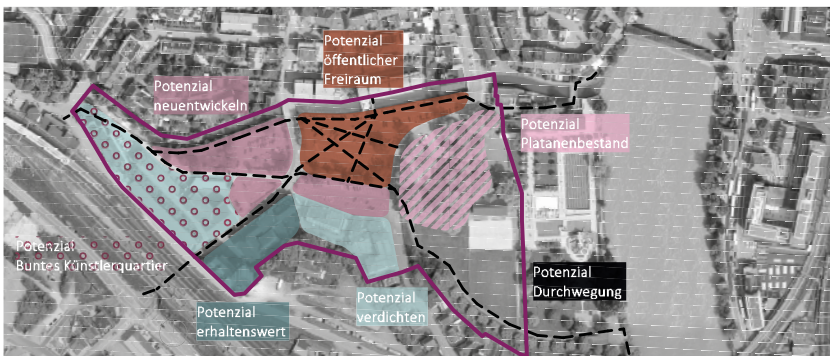 Potenzial
öffentlicher
Freiraum
Potenzial
neuentwickeln
Potenzial
Platanenbestand
Potenzial
Buntes Künstlerquartier
Potenzial
Durchwegung
Potenzial
erhaltenswert
Potenzial
verdichten